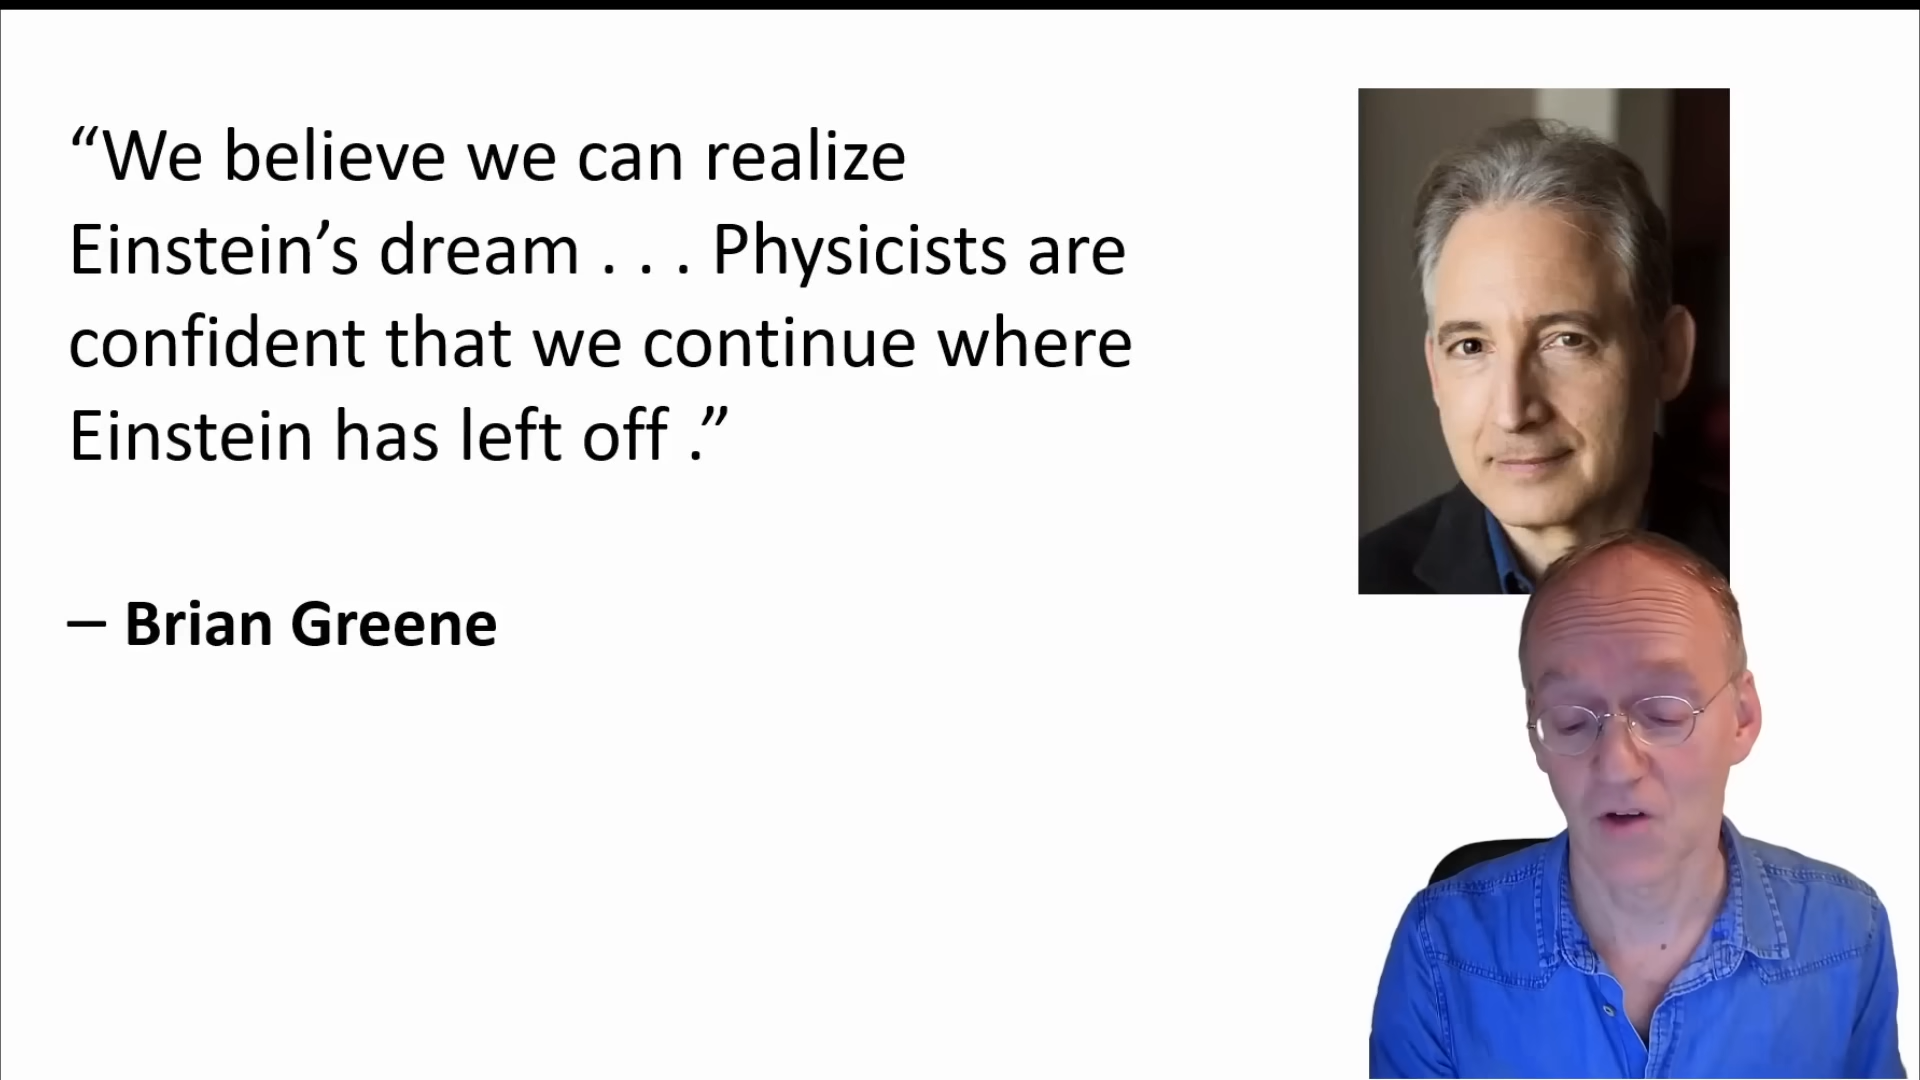 “We believe we can realize
Einstein’s dream . . . Physicists are
confident that we continue where
Einstein has left off .”
– Brian Greene